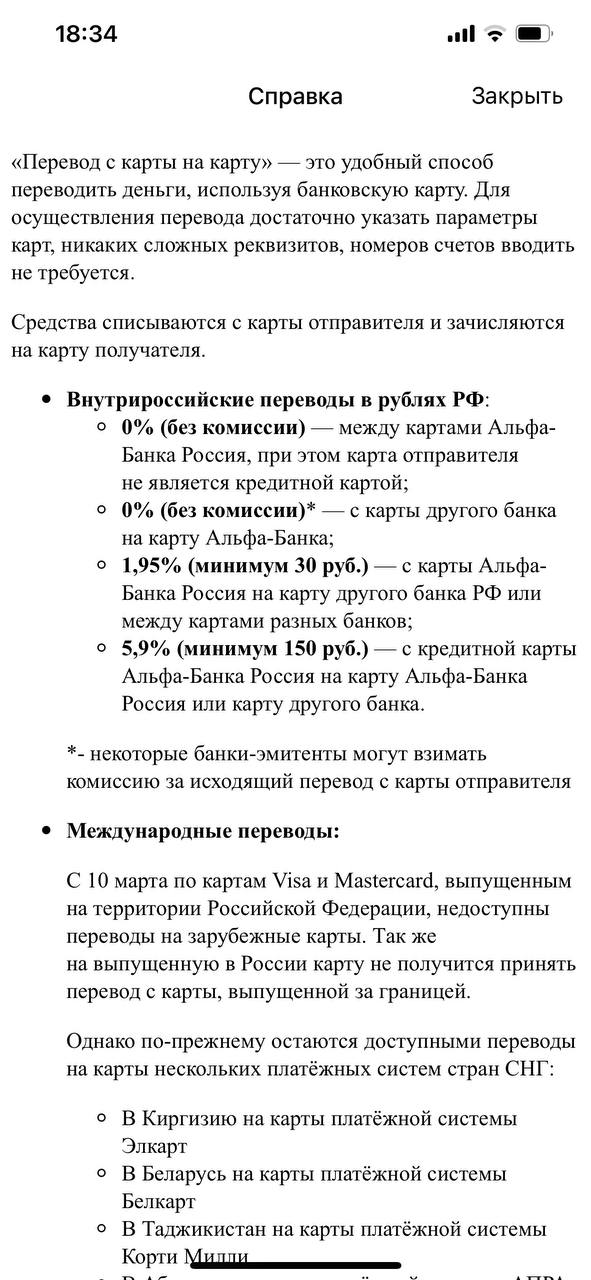 18:34
Справка
Закрыть
«Перевод с карты на карту» — это удобный способ
переводить деньги, используя банковскую карту. Для
осуществления перевода достаточно указать параметры
карт, никаких сложных реквизитов, номеров счетов вводить
не требуется.
Средства списываются с карты отправителя и зачисляются
на карту получателя.
• Внутрироссийские переводы в рублях РФ:
◦ 0% (без комиссии) — между картами Альфа-
Банка Россия, при этом карта отправителя
не является кредитной картой;
◦ 0% (без комиссии)* — с карты другого банка
на карту Альфа-Банка;
◦ 1,95% (минимум 30 руб.) — с карты Альфа-
Банка Россия на карту другого банка РФ или
между картами разных банков;
◦ 5,9% (минимум 150 руб.) — с кредитной карты
Альфа-Банка Россия на карту Альфа-Банка
Россия или карту другого банка.
*- некоторые банки-эмитенты могут взимать
комиссию за исходящий перевод с карты отправителя
• Международные переводы:
С 10 марта по картам Visa и Mastercard, выпущенным
на территории Российской Федерации, недоступны
переводы на зарубежные карты. Так же
на выпущенную в России карту не получится принять
перевод с карты, выпущенной за границей.
Однако по-прежнему остаются доступными переводы
на карты нескольких платёжных систем стран СНГ:
◦ В Киргизию на карты платёжной системы
Элкарт
◦ В Беларусь на карты платёжной системы
Белкарт
◦ В Таджикистан на карты платёжной системы
Корти Милли